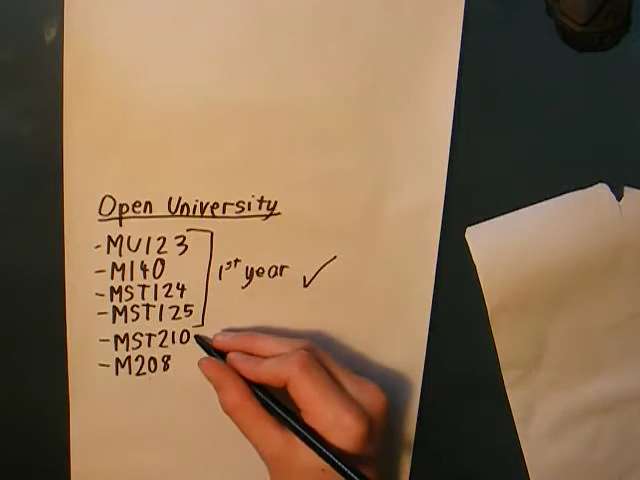 Open University
-MU123
-M140
-MST124
-MST125
1st year ✓
-MST210
-M208